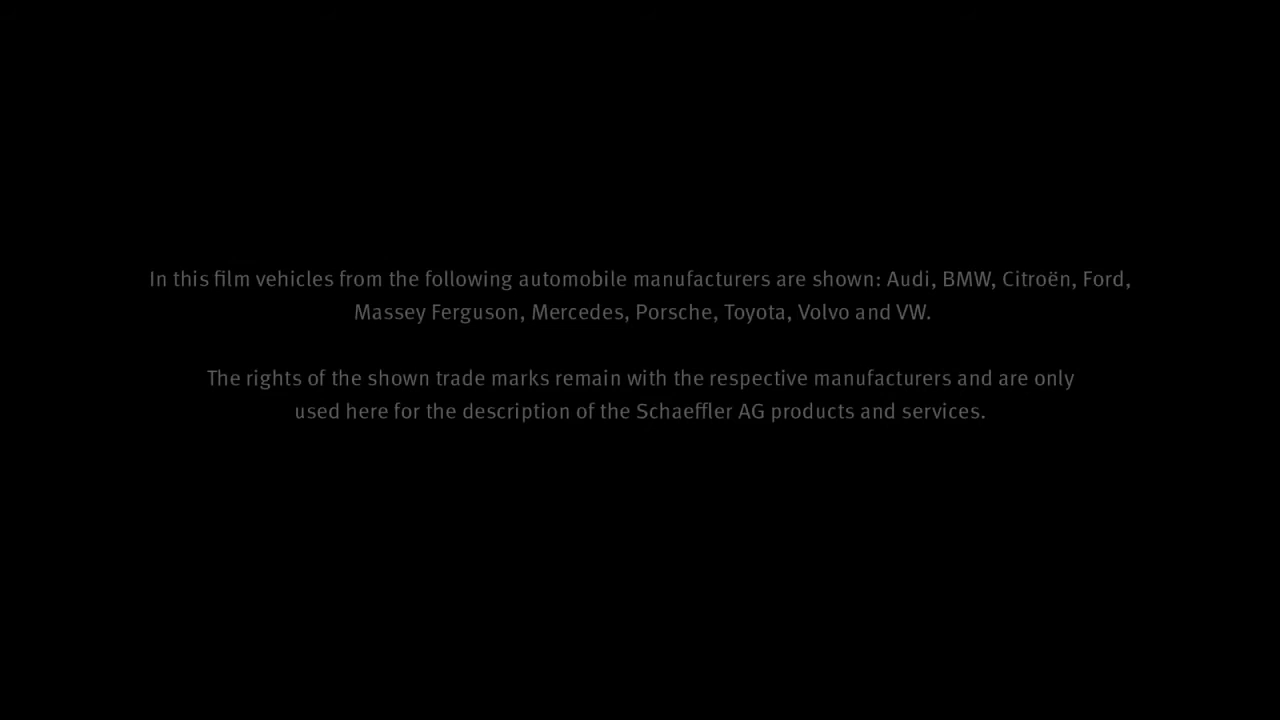 In this film vehicles from the following automobile manufacturers are shown: Audi, BMW, Citroën, Ford,
Massey Ferguson, Mercedes, Porsche, Toyota, Volvo and VW.
The rights of the shown trade marks remain with the respective manufacturers and are only
used here for the description of the Schaeffler AG products and services.